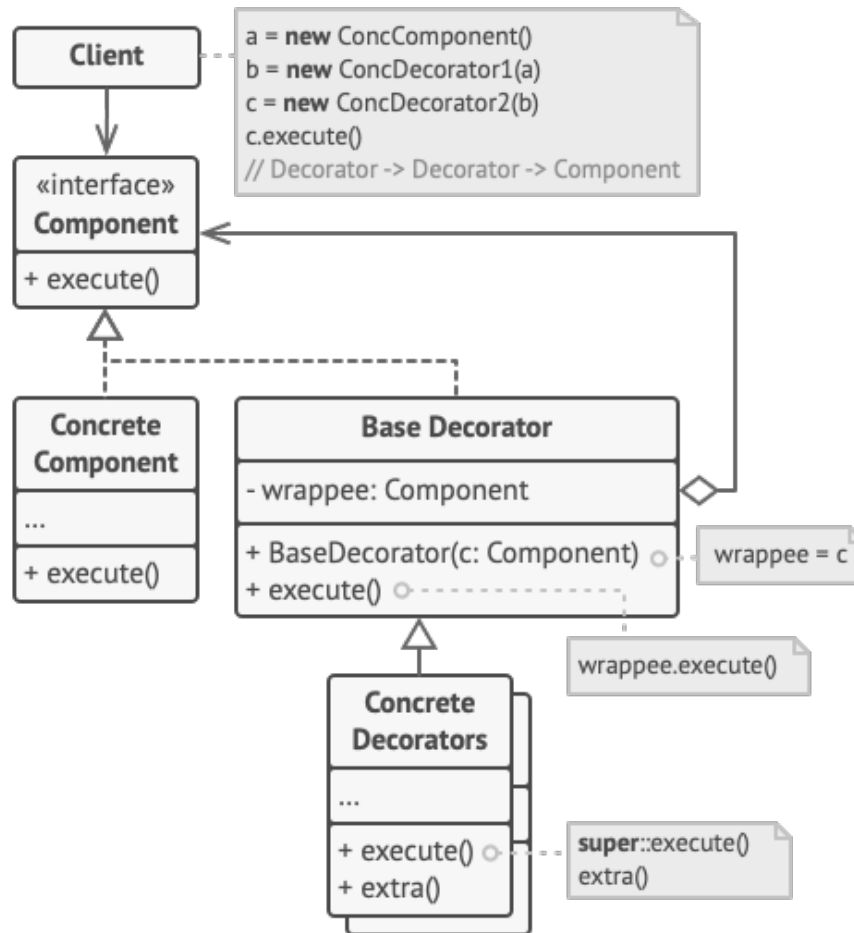 Client
a = new ConcComponent()
b = new ConcDecorator1(a)
c = new ConcDecorator2(b)
c.execute()
// Decorator -> Decorator -> Component
«interface»
Component
+ execute()
Concrete
Component
...
+ execute()
Base Decorator
- wrappee: Component
+ BaseDecorator(c: Component)
+ execute()
wrappee = c
wrappee.execute()
Concrete
Decorators
...
+ execute()
+ extra()
super::execute()
extra()